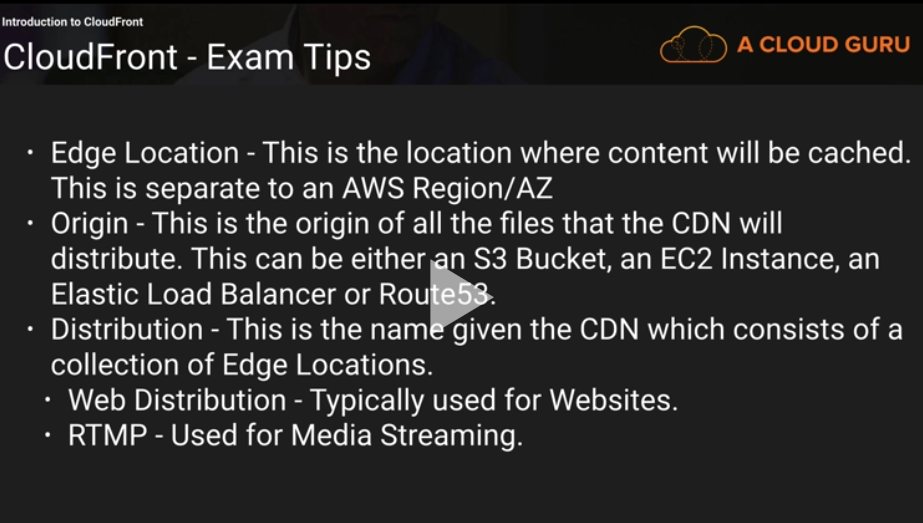 Introduction to CloudFront
CloudFront - Exam Tips
A CLOUD GURU
• Edge Location - This is the location where content will be cached.
This is separate to an AWS Region/AZ
• Origin - This is the origin of all the files that the CDN will
distribute. This can be either an S3 Bucket, an EC2 Instance, an
Elastic Load Balancer or Route53.
• Distribution - This is the name given the CDN which consists of a
collection of Edge Locations.
• Web Distribution - Typically used for Websites.
• RTMP - Used for Media Streaming.